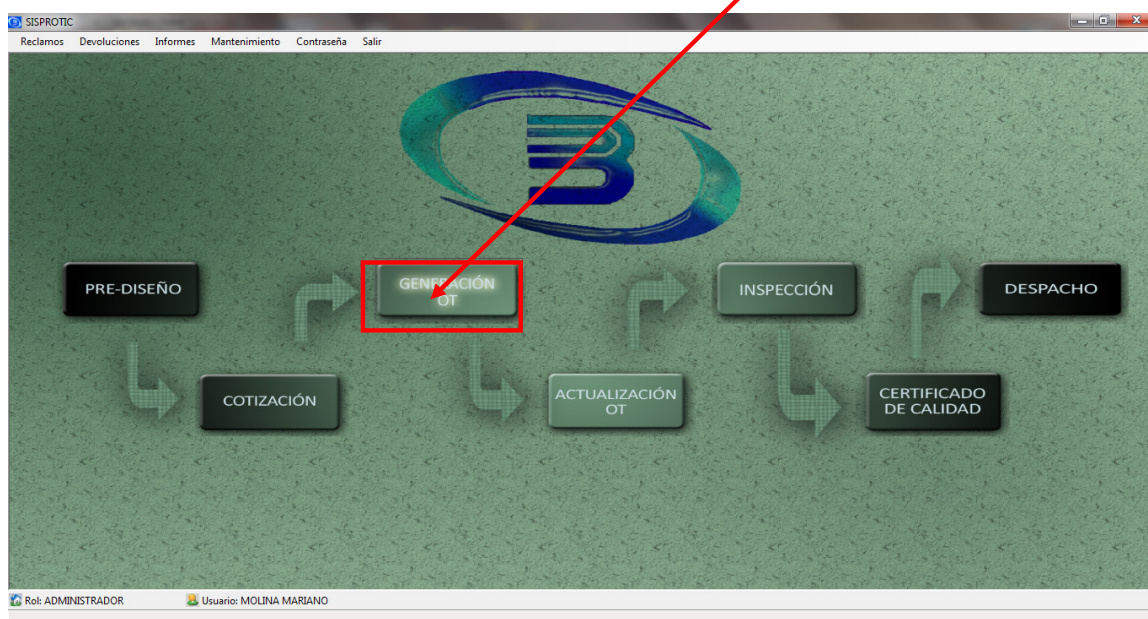 SISPROTIC
Reclamos Devoluciones Informes Mantenimiento Contraseña Salir
PRE-DISEÑO
COTIZACIÓN
GENERACIÓN
OT
ACTUALIZACIÓN
OT
INSPECCIÓN
CERTIFICADO
DE CALIDAD
DESPACHO
Rol: ADMINISTRADOR Usuario: MOLINA MARIANO